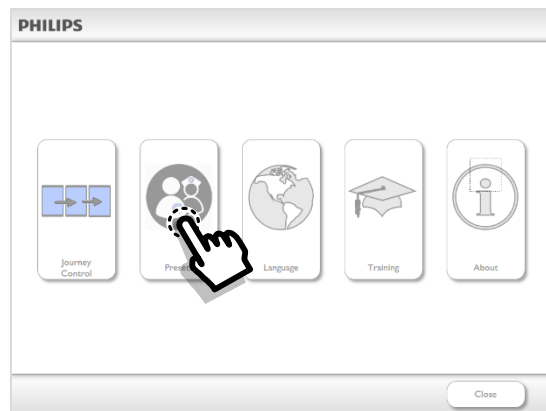 PHILIPS
Journey
Control
Language
Training
About
Close